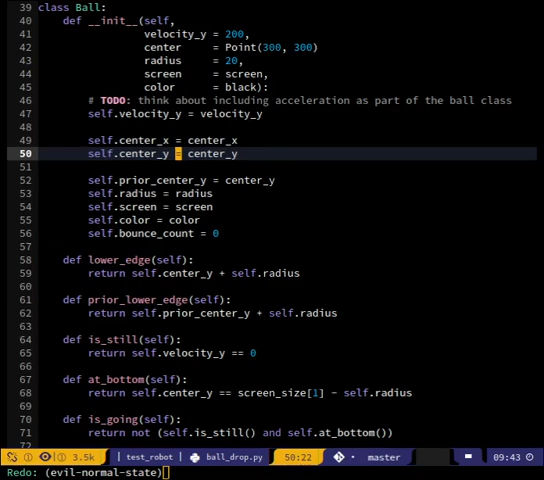 39 class Ball:
40     def __init__(self,
41                  velocity_y = 200,
42                  center     = Point(300, 300)
43                  radius     = 20,
44                  screen     = screen,
45                  color      = black):
46         # TODO: think about including acceleration as part of the ball class
47         self.velocity_y = velocity_y
48
49         self.center_x = center_x
50         self.center_y = center_y
51
52         self.prior_center_y = center_y
53         self.radius = radius
54         self.screen = screen
55         self.color = color
56         self.bounce_count = 0
57
58     def lower_edge(self):
59         return self.center_y + self.radius
60
61     def prior_lower_edge(self):
62         return self.prior_center_y + self.radius
63
64     def is_still(self):
65         return self.velocity_y == 0
66
67     def at_bottom(self):
68         return self.center_y == screen_size[1] - self.radius
69
70     def is_going(self):
71         return not (self.is_still() and self.at_bottom())
72
① ① 3.5k | test_robot | ball_drop.py 50:22 master 09:43
Redo: (evil-normal-state)